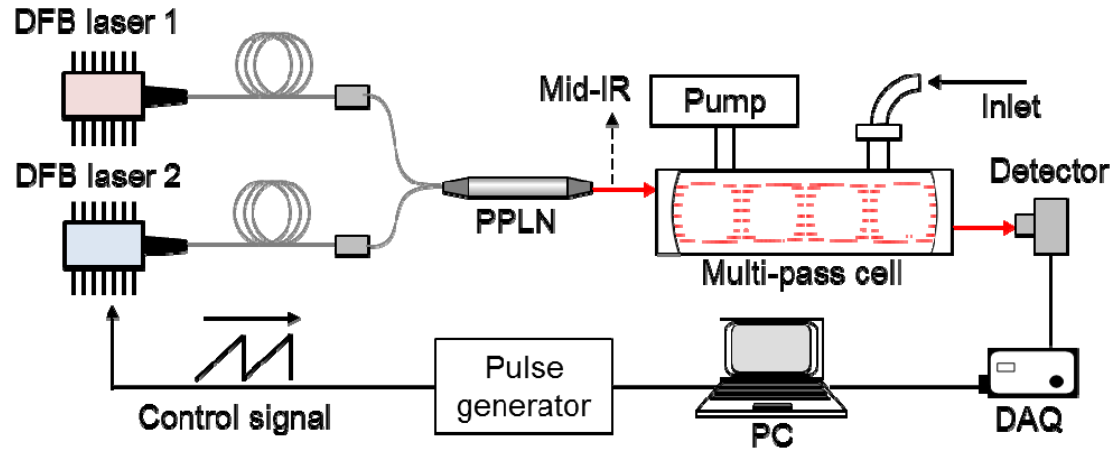 DFB laser 1
Mid-IR
Pump
Inlet
DFB laser 2
Detector
PPLN
Multi-pass cell
Control signal
Pulse
generator
PC
DAQ